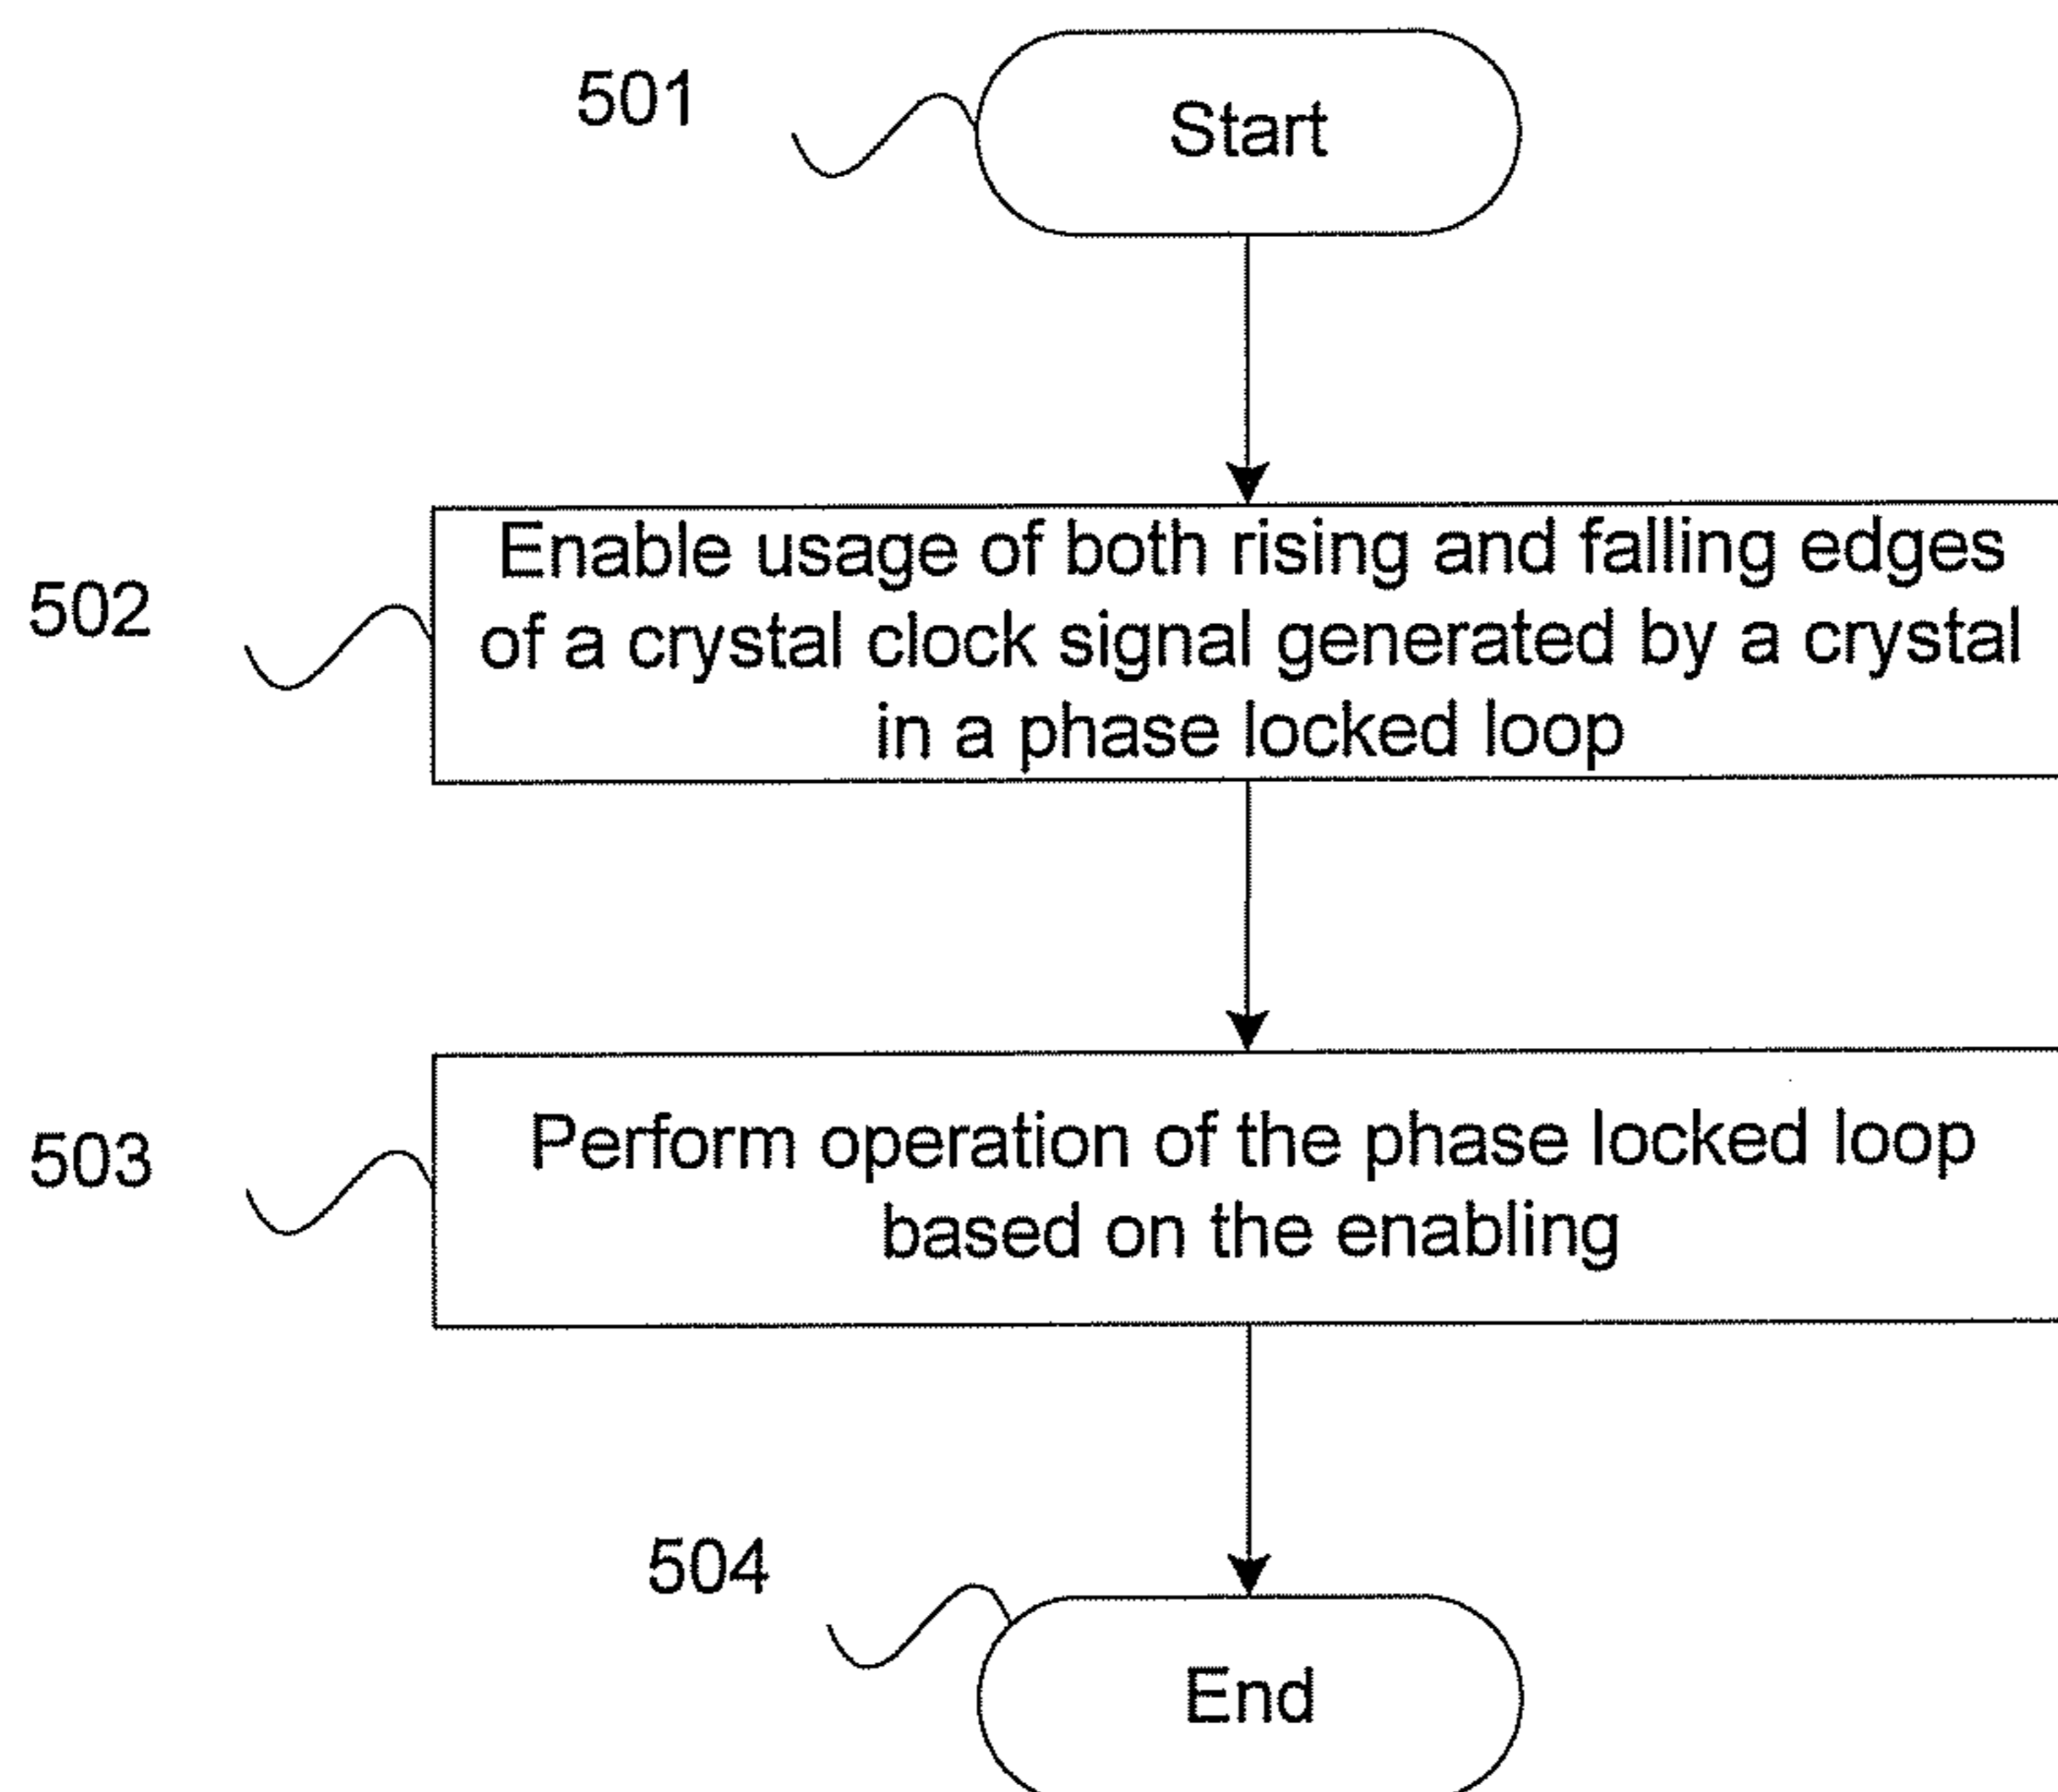 501
Start
502
Enable usage of both rising and falling edges
of a crystal clock signal generated by a crystal
in a phase locked loop
503
Perform operation of the phase locked loop
based on the enabling
504
End